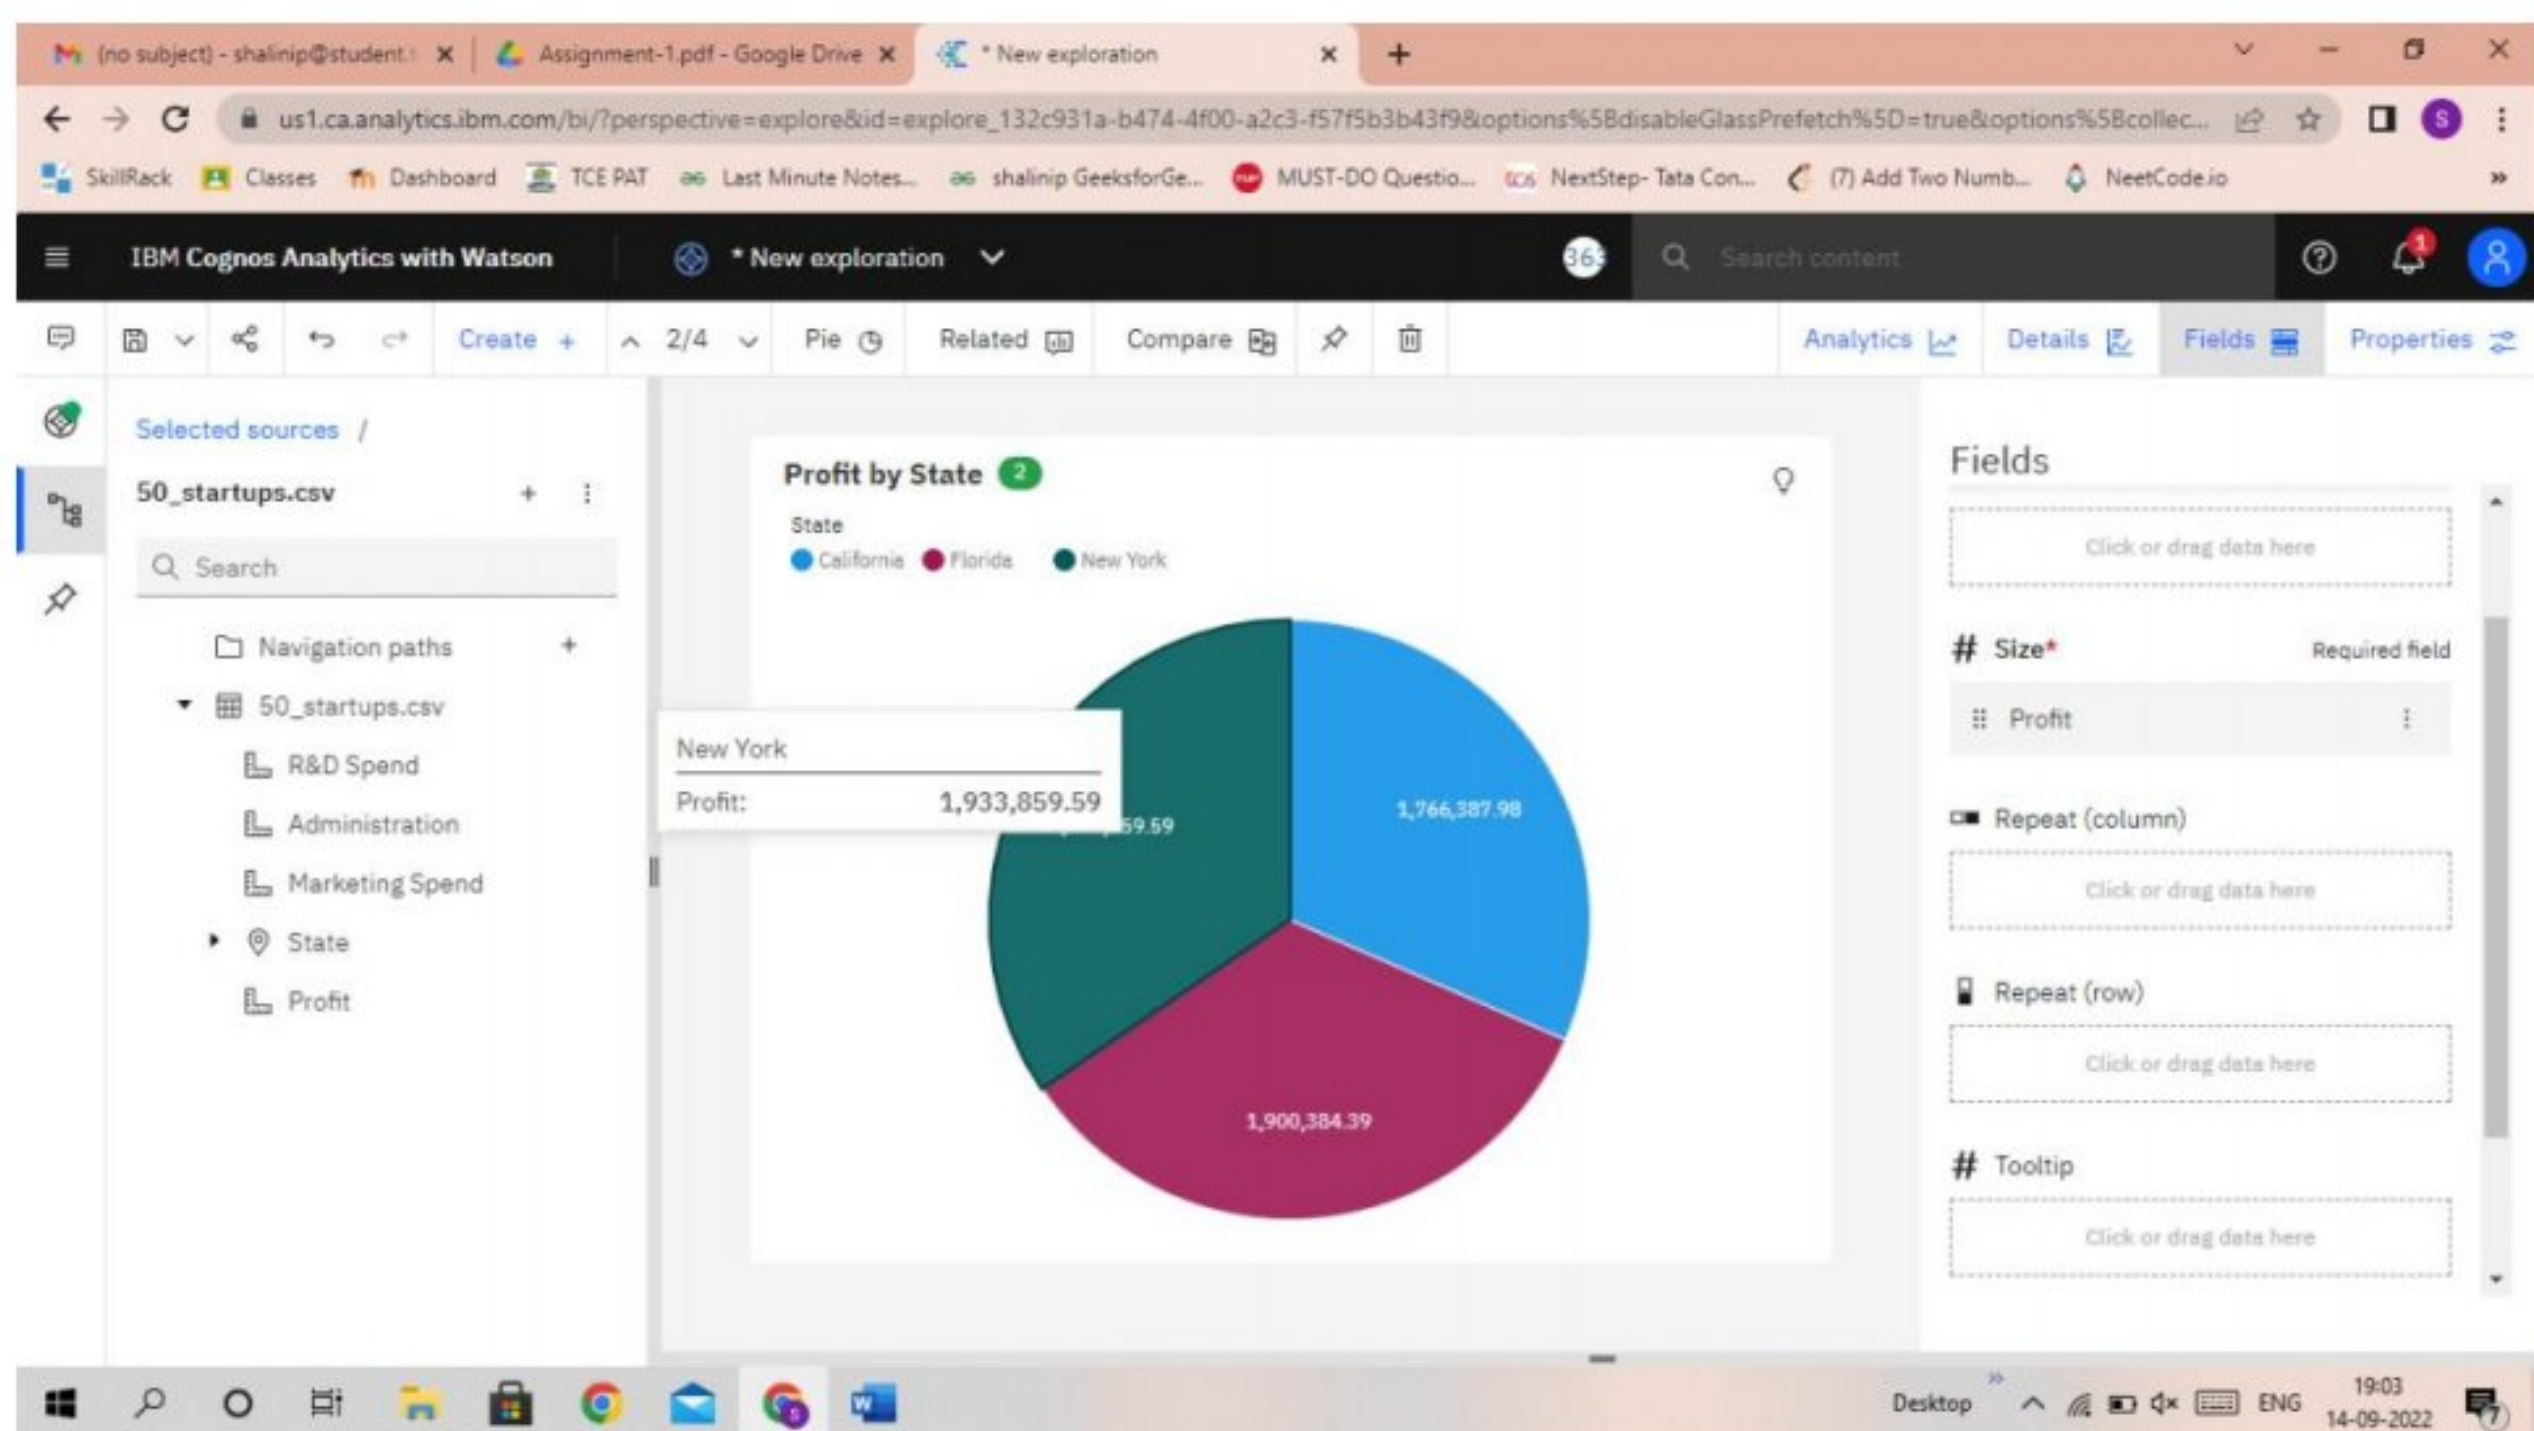 (no subject) - shalinip@student.
Assignment-1.pdf - Google Drive
* New exploration
us1.ca.analytics.ibm.com/bi/?perspective=explore&id=explore_132c931a-b474-4f00-a2c3-f57f5b3b43f9&options%5BdisableGlassPrefetch%5D=true&options%5Bcollec...
S
SkillRack
Classes
Dashboard
TCE PAT
Last Minute Notes...
shalinip GeeksforGe...
MUST-DO Questio...
NextStep- Tata Con...
(7) Add Two Numb...
NeetCode.io
IBM Cognos Analytics with Watson
* New exploration
363
Search content
1
Create +
2/4
Pie
Related
Compare
Analytics
Details
Fields
Properties
Selected sources /
50_startups.csv
Search
Navigation paths
50_startups.csv
R&D Spend
Administration
Marketing Spend
State
Profit
Profit by State 2
State
California
Florida
New York
New York
Profit: 1,933,859.59
59.59
1,766,387.98
1,900,384.39
Fields
Click or drag data here
# Size* Required field
Profit
Repeat (column)
Click or drag data here
Repeat (row)
Click or drag data here
# Tooltip
Click or drag data here
Desktop
ENG
19:03
14-09-2022
7